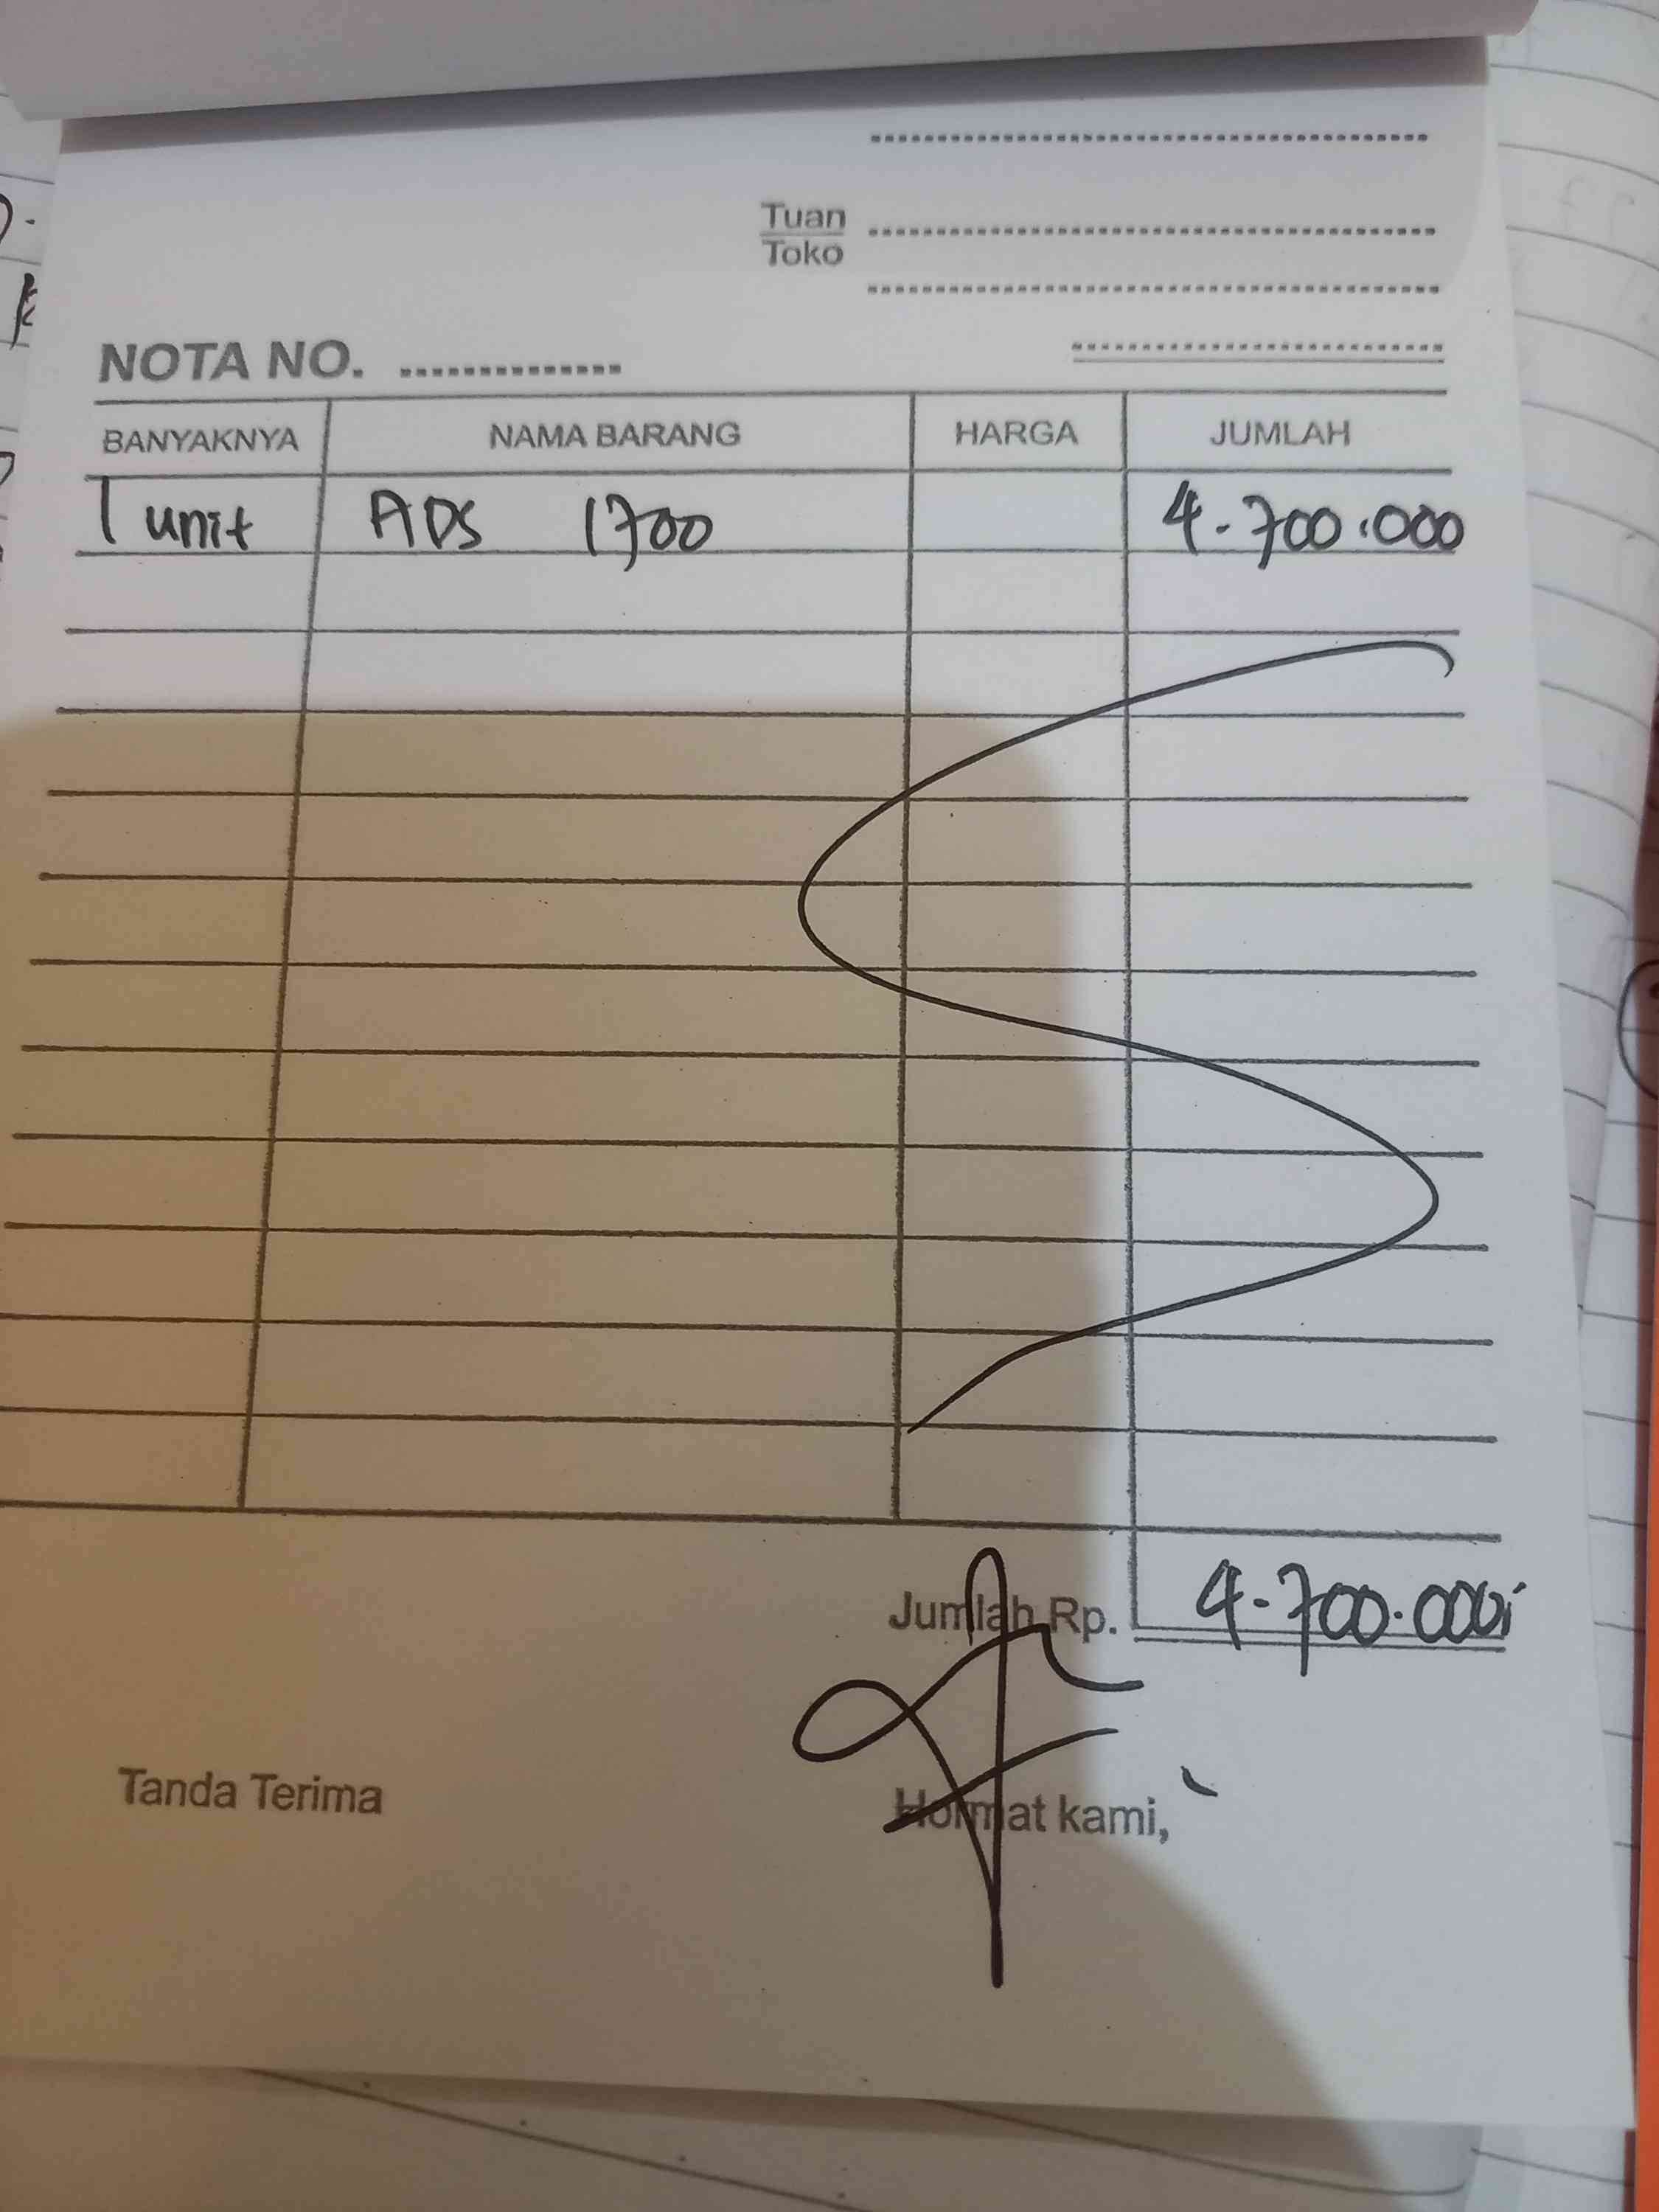 Tuan
Toko
NOTA NO. ..............
BANYAKNYA NAMA BARANG HARGA JUMLAH
1 unit ADS 1700 4.700.000
Jumlah Rp. 4.700.000
Tanda Terima Hormat kami,